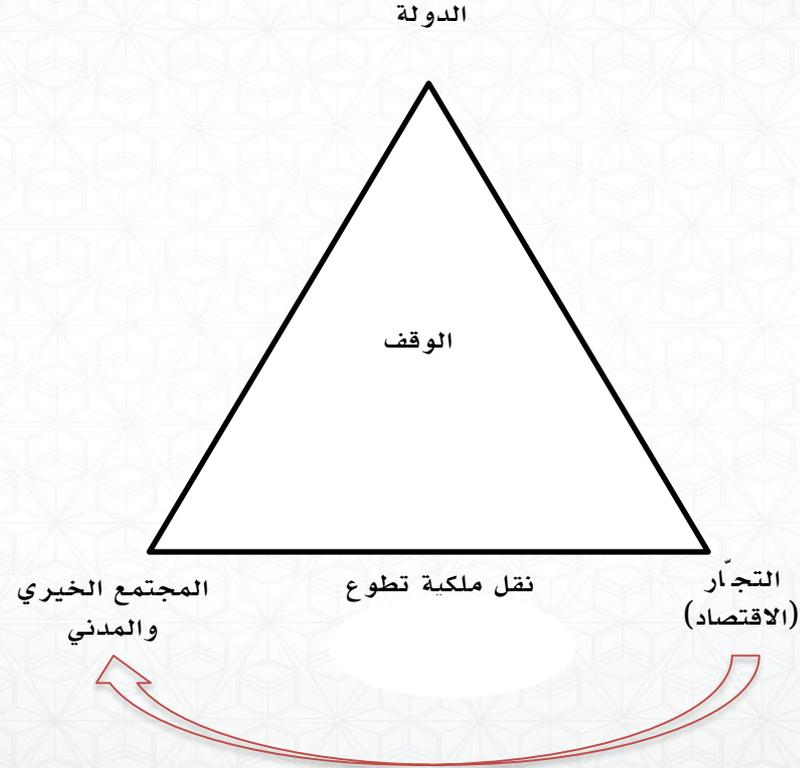 الدولة
الوقف
التجّار
(الاقتصاد)
نقل ملكية تطوع
المجتمع الخيري
والمدني